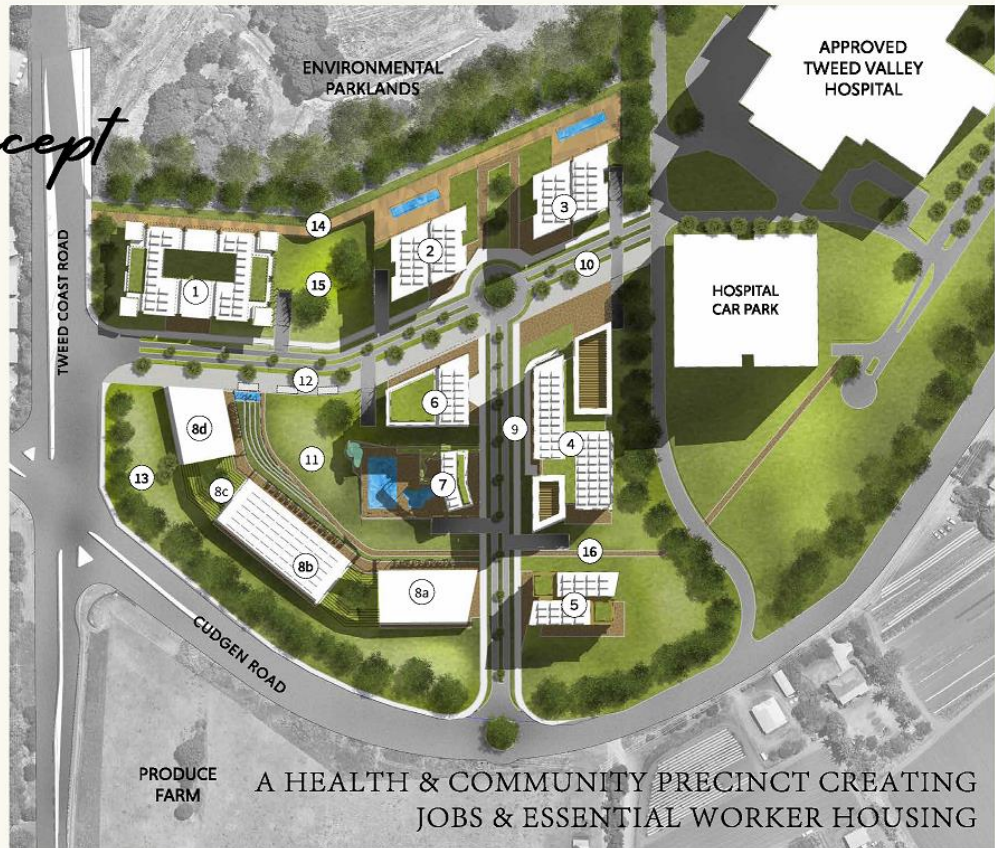 ENVIRONMENTAL
PARKLANDS
APPROVED
TWEED VALLEY
HOSPITAL
cept
TWEED COAST ROAD
14
3
2
10
15
1
HOSPITAL
CAR PARK
12
6
8d
9
4
11
13
7
8c
16
8b
8a
5
CUDGEN ROAD
PRODUCE
FARM
A HEALTH & COMMUNITY PRECINCT CREATING
JOBS & ESSENTIAL WORKER HOUSING